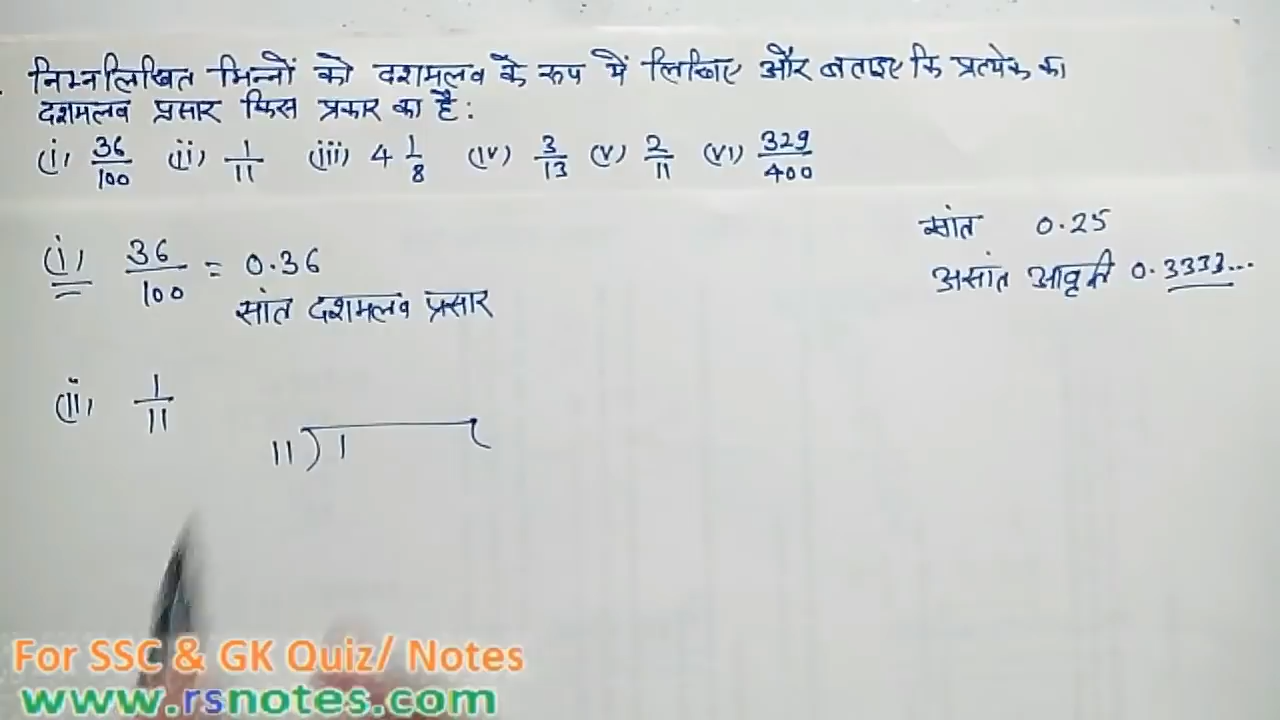 निम्नलिखित भिन्नों को दशमलव के रूप में लिखिए और बताइए कि प्रत्येक का
दशमलव प्रसार किस प्रकार का है:
(i) 36/100 (ii) 1/11 (iii) 4 1/8 (iv) 3/13 (v) 2/11 (vi) 329/400
सांत 0.25
असांत आवृती 0.3333...
(i) 36/100 = 0.36
सांत दशमलव प्रसार
(ii) 1/11
11)1
For SSC & GK Quiz/ Notes
www.rsnotes.com